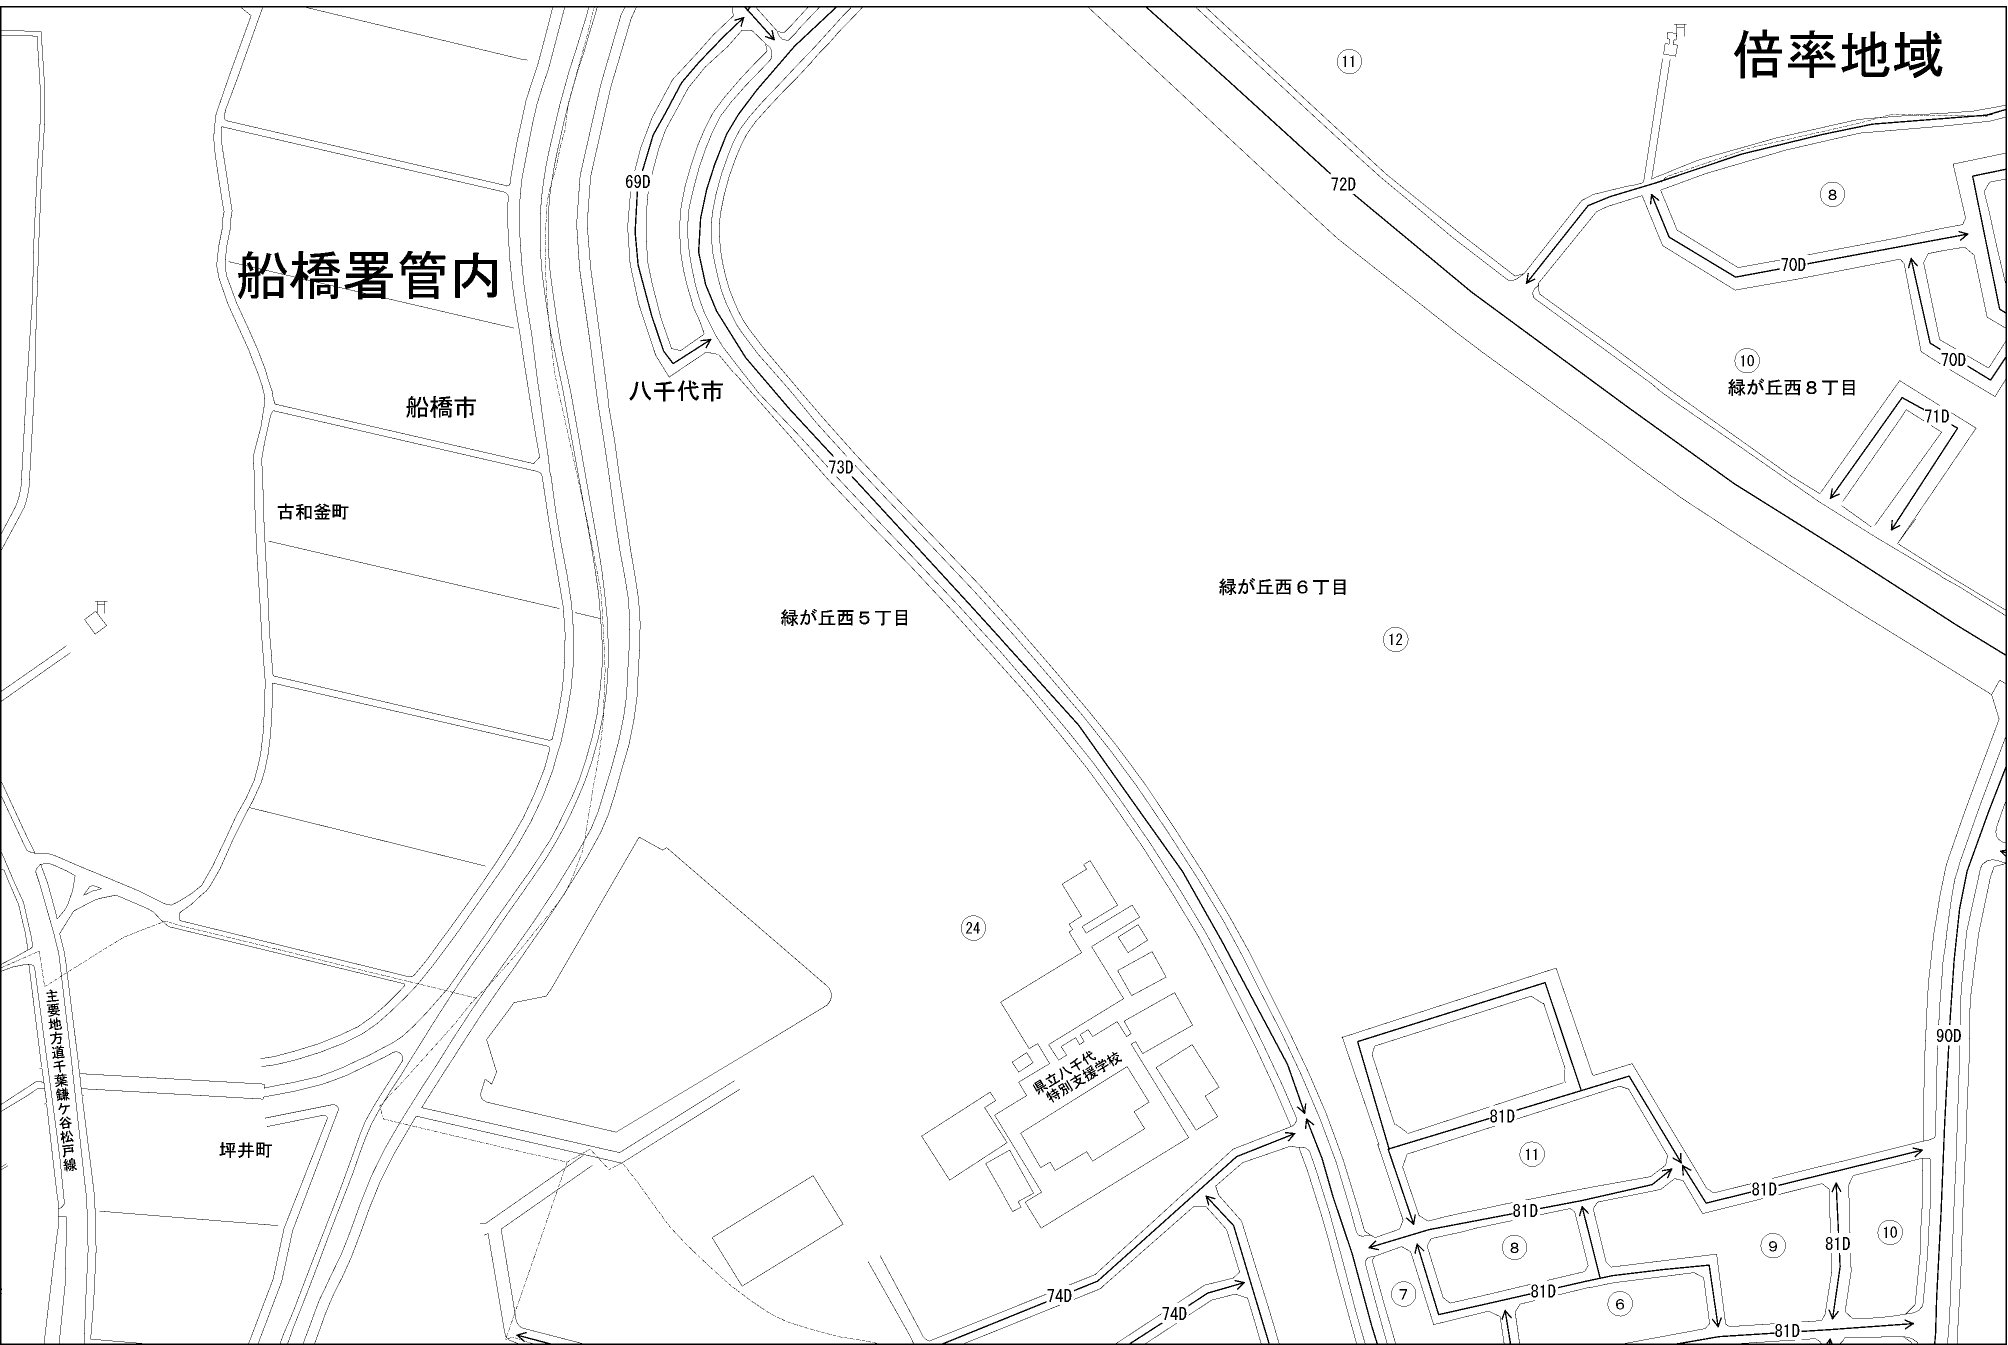 倍率地域
11
69D
72D
8
船橋署管内
70D
10
70D
緑が丘西８丁目
八千代市
船橋市
71D
73D
古和釜町
緑が丘西６丁目
緑が丘西５丁目
12
24
主要地方道千葉鎌ケ谷松戸線
90D
県立八千代
特別支援学校
81D
坪井町
11
81D
81D
10
9
81D
8
81D
7
74D
6
74D
81D